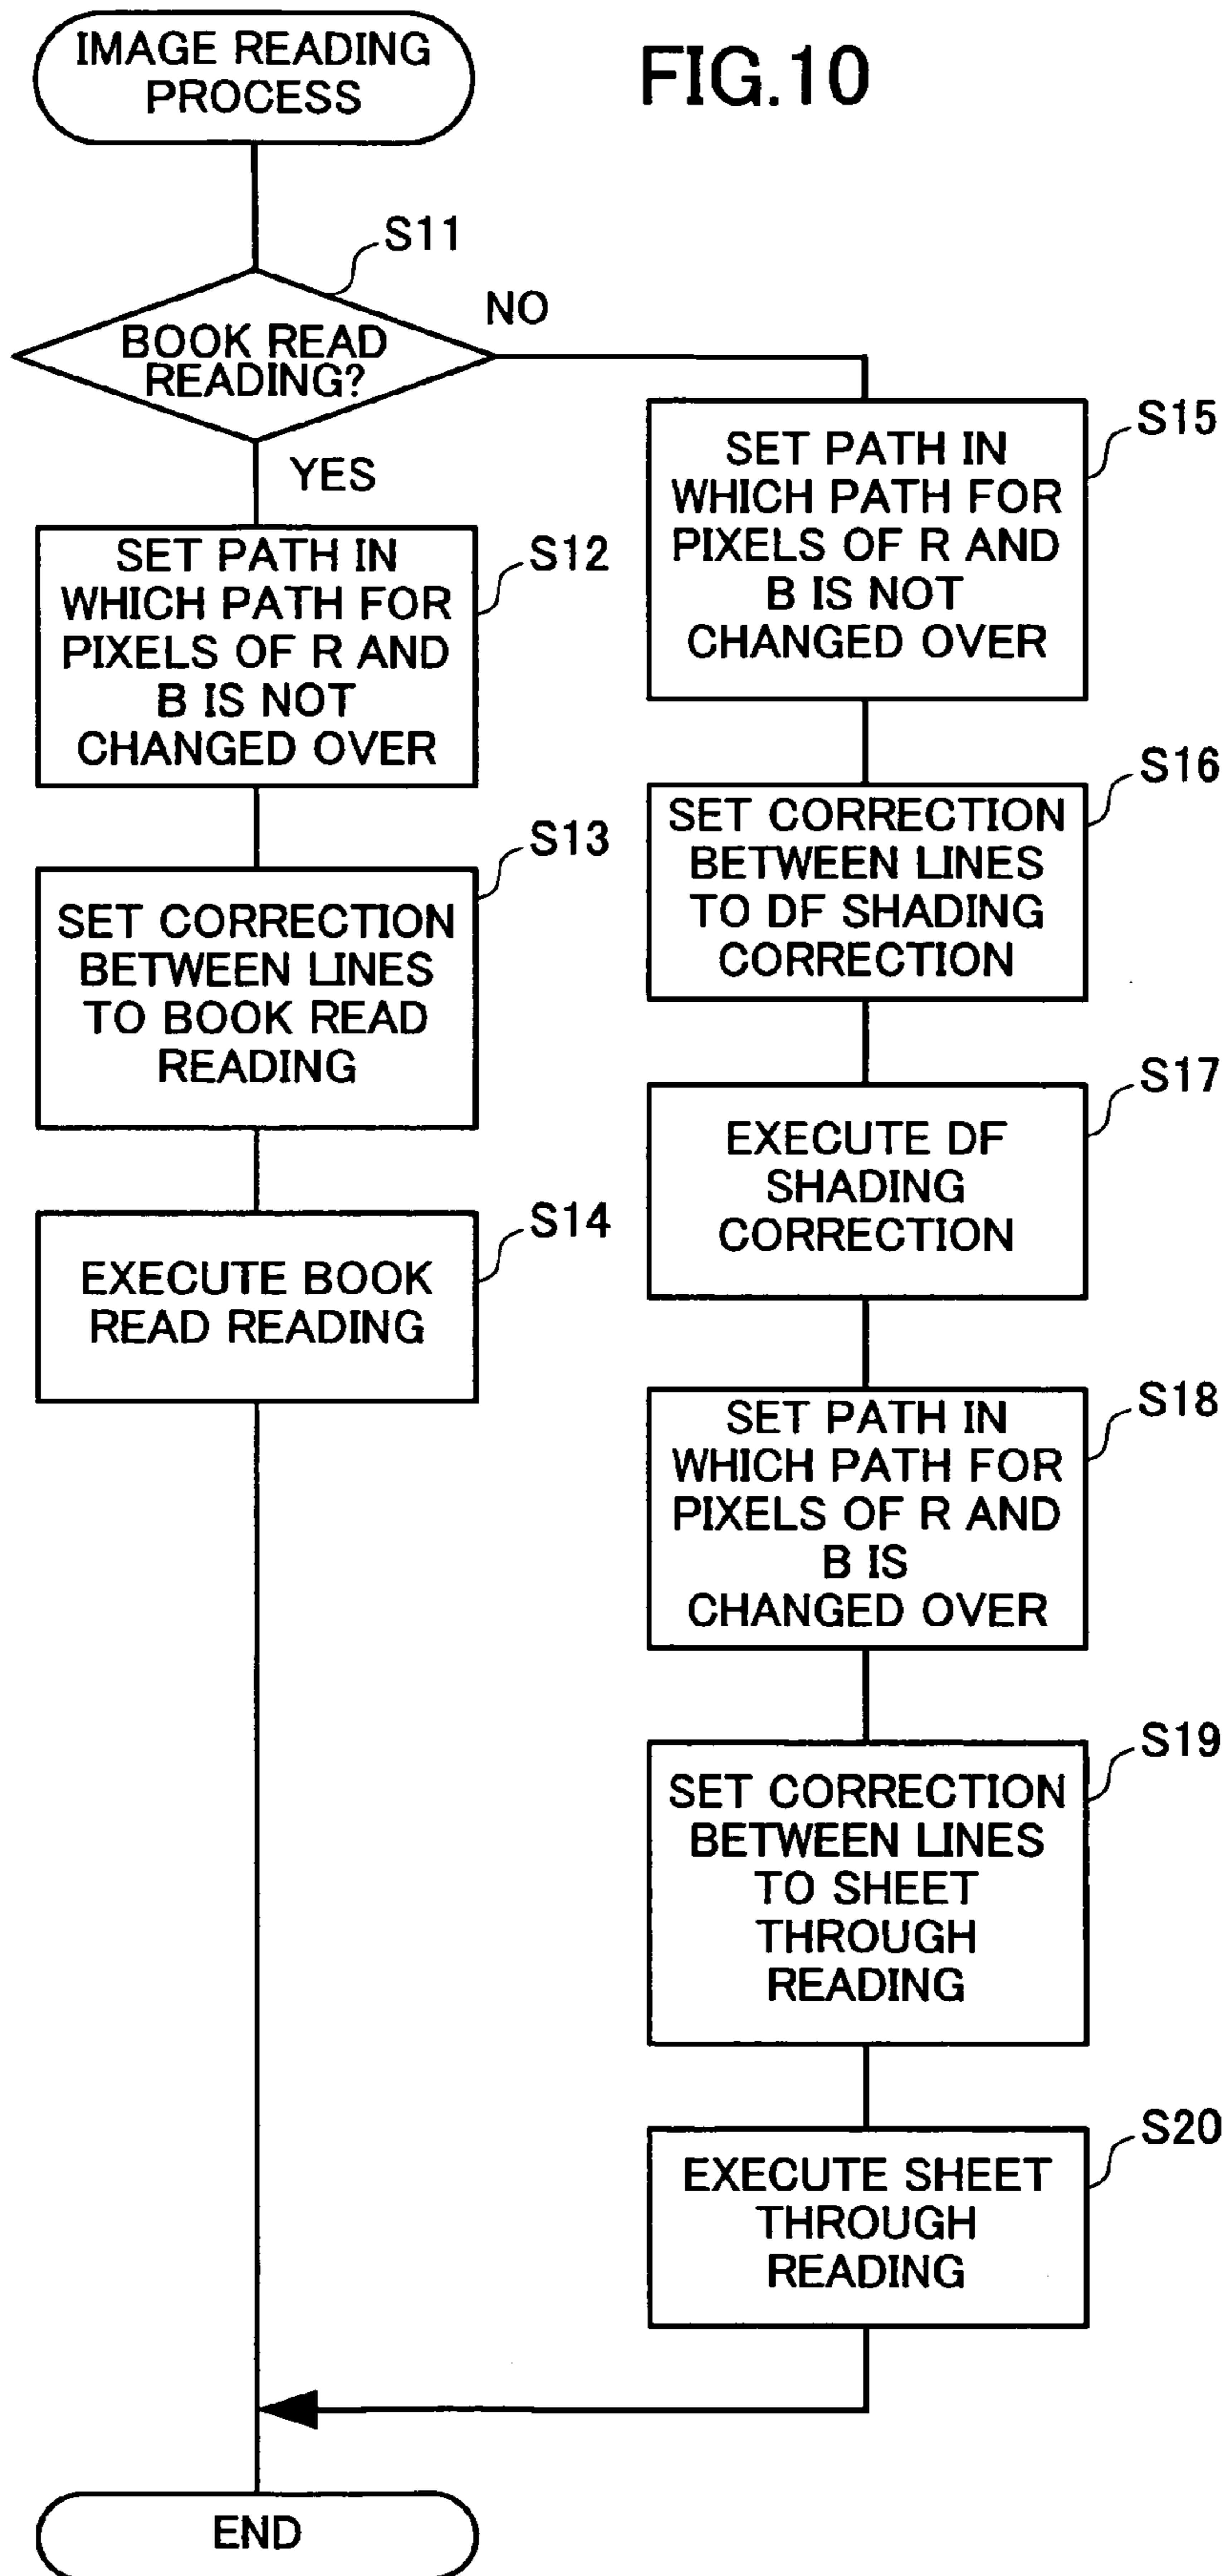 FIG.10
IMAGE READING
PROCESS
S11
BOOK READ
READING?
NO
YES
S12
SET PATH IN
WHICH PATH FOR
PIXELS OF R AND
B IS NOT
CHANGED OVER
S13
SET CORRECTION
BETWEEN LINES
TO BOOK READ
READING
S14
EXECUTE BOOK
READ READING
S15
SET PATH IN
WHICH PATH FOR
PIXELS OF R AND
B IS NOT
CHANGED OVER
S16
SET CORRECTION
BETWEEN LINES
TO DF SHADING
CORRECTION
S17
EXECUTE DF
SHADING
CORRECTION
S18
SET PATH IN
WHICH PATH FOR
PIXELS OF R AND
B IS
CHANGED OVER
S19
SET CORRECTION
BETWEEN LINES
TO SHEET
THROUGH
READING
S20
EXECUTE SHEET
THROUGH
READING
END